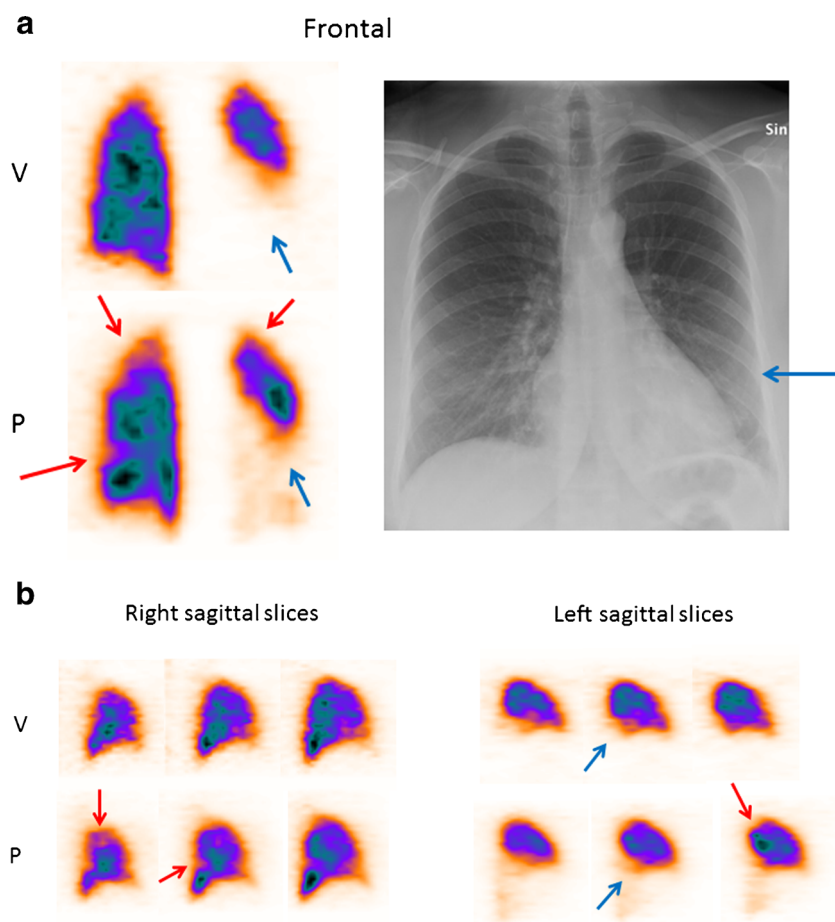 a
Frontal
V
Sin
P
b
Right sagittal slices
Left sagittal slices
V
P